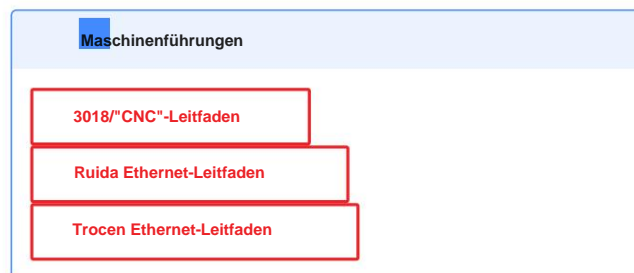 Maschinenführungen
3018/"CNC"-Leitfaden
Ruida Ethernet-Leitfaden
Trocen Ethernet-Leitfaden